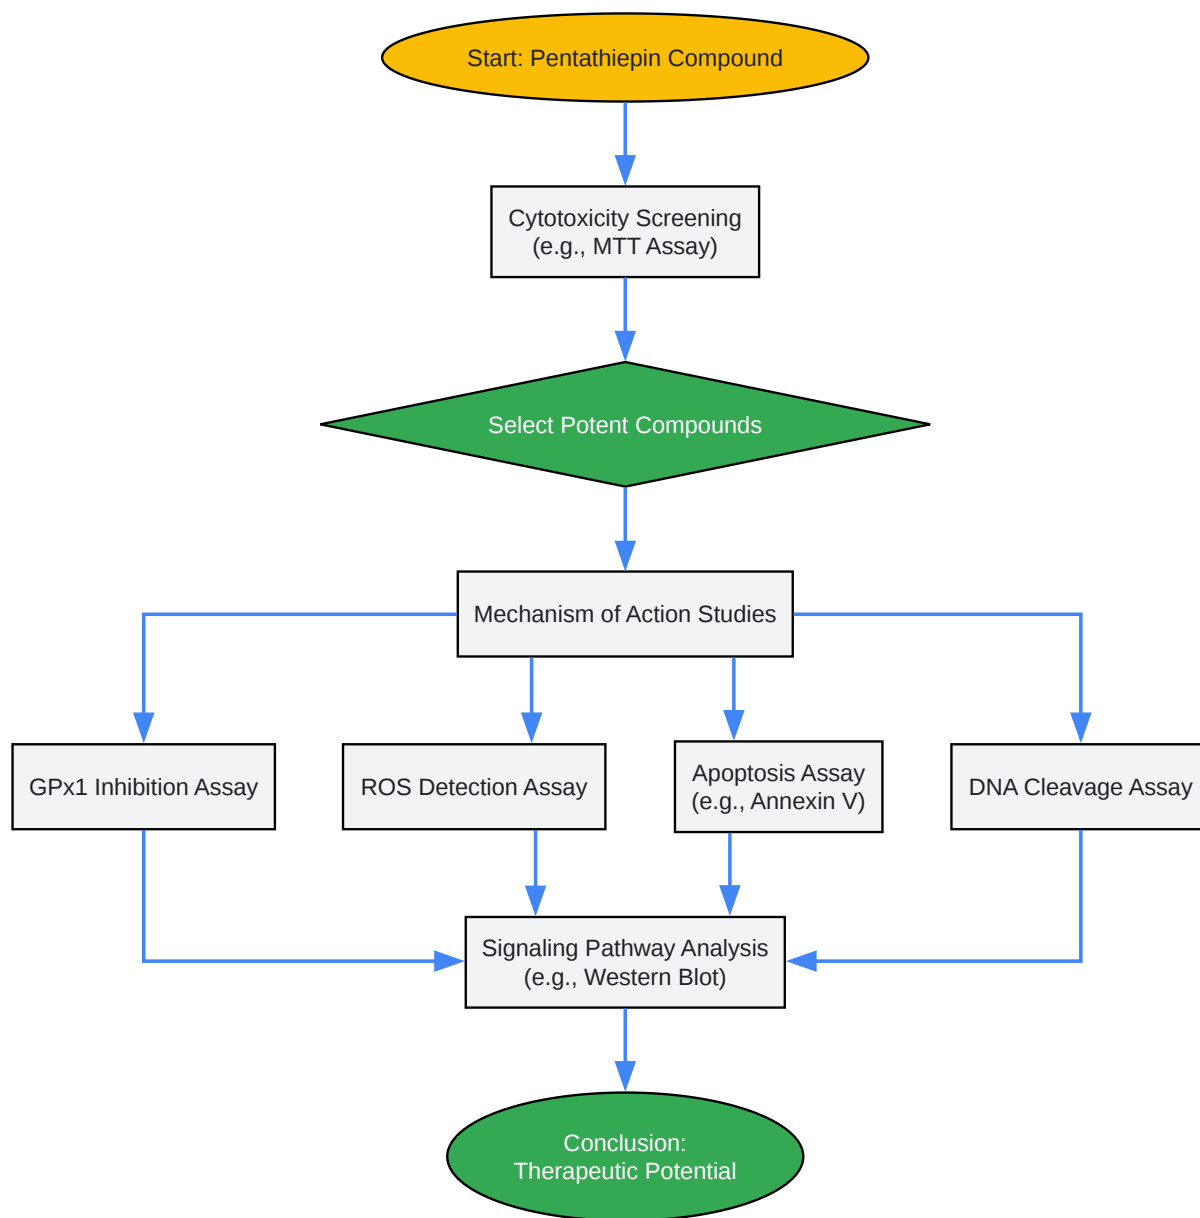 Start: Pentathiepin Compound
Cytotoxicity Screening
(e.g., MTT Assay)
Select Potent Compounds
Mechanism of Action Studies
GPx1 Inhibition Assay
ROS Detection Assay
Apoptosis Assay
(e.g., Annexin V)
DNA Cleavage Assay
Signaling Pathway Analysis
(e.g., Western Blot)
Conclusion:
Therapeutic Potential